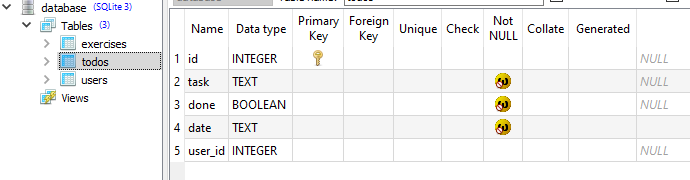 database (SQLite 3)
Tables (3)
exercises
todos
users
Views
Name Data type Primary Key Foreign Key Unique Check Not NULL Collate Generated
1 id INTEGER NULL
2 task TEXT NULL
3 done BOOLEAN NULL
4 date TEXT
5 user_id INTEGER NULL